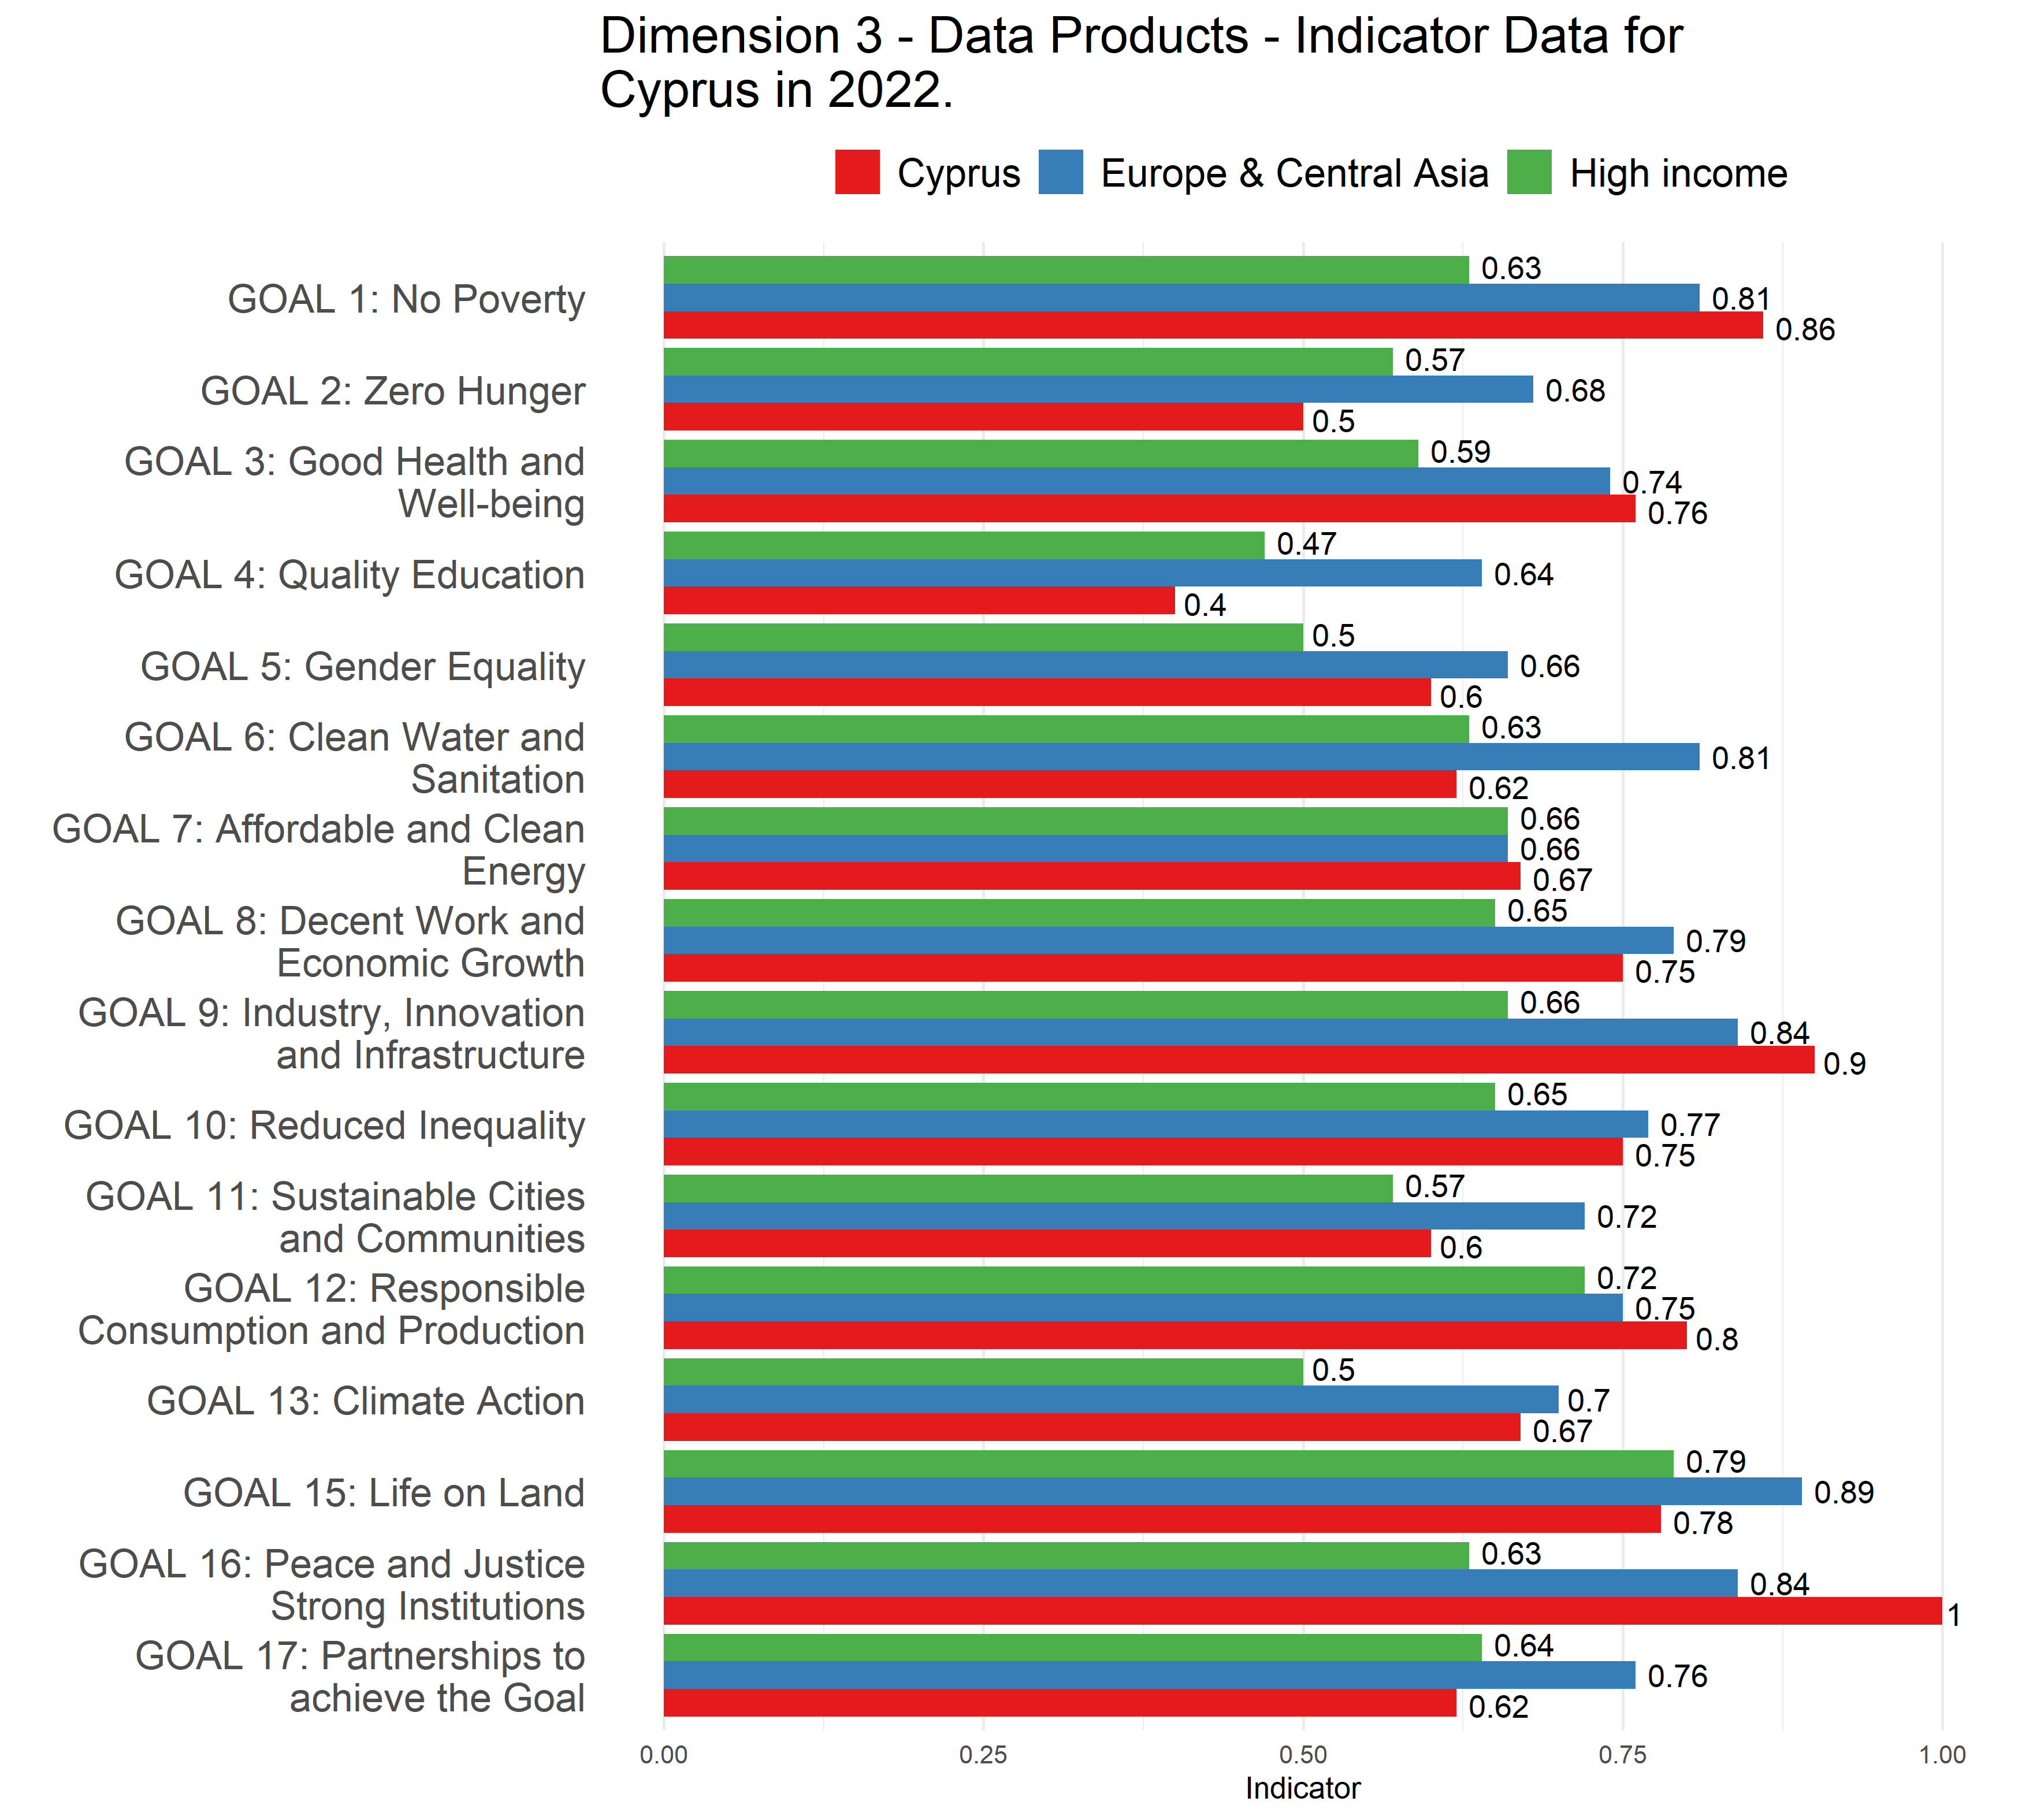 Dimension 3 - Data Products - Indicator Data for
Cyprus in 2022.
Cyprus Europe & Central Asia High income
GOAL 1: No Poverty
0.63
0.81
0.86
GOAL 2: Zero Hunger
0.57
0.68
0.5
GOAL 3: Good Health and
Well-being
0.59
0.74
0.76
GOAL 4: Quality Education
0.47
0.64
0.4
GOAL 5: Gender Equality
0.5
0.66
0.6
GOAL 6: Clean Water and
Sanitation
0.63
0.81
0.62
GOAL 7: Affordable and Clean
Energy
0.66
0.66
0.67
GOAL 8: Decent Work and
Economic Growth
0.65
0.79
0.75
GOAL 9: Industry, Innovation
and Infrastructure
0.66
0.84
0.9
GOAL 10: Reduced Inequality
0.65
0.77
0.75
GOAL 11: Sustainable Cities
and Communities
0.57
0.72
0.6
GOAL 12: Responsible
Consumption and Production
0.72
0.75
0.8
GOAL 13: Climate Action
0.5
0.7
0.67
GOAL 15: Life on Land
0.79
0.89
0.78
GOAL 16: Peace and Justice
Strong Institutions
0.63
0.84
1
GOAL 17: Partnerships to
achieve the Goal
0.64
0.76
0.62
0.00 0.25 0.50 0.75 1.00
Indicator